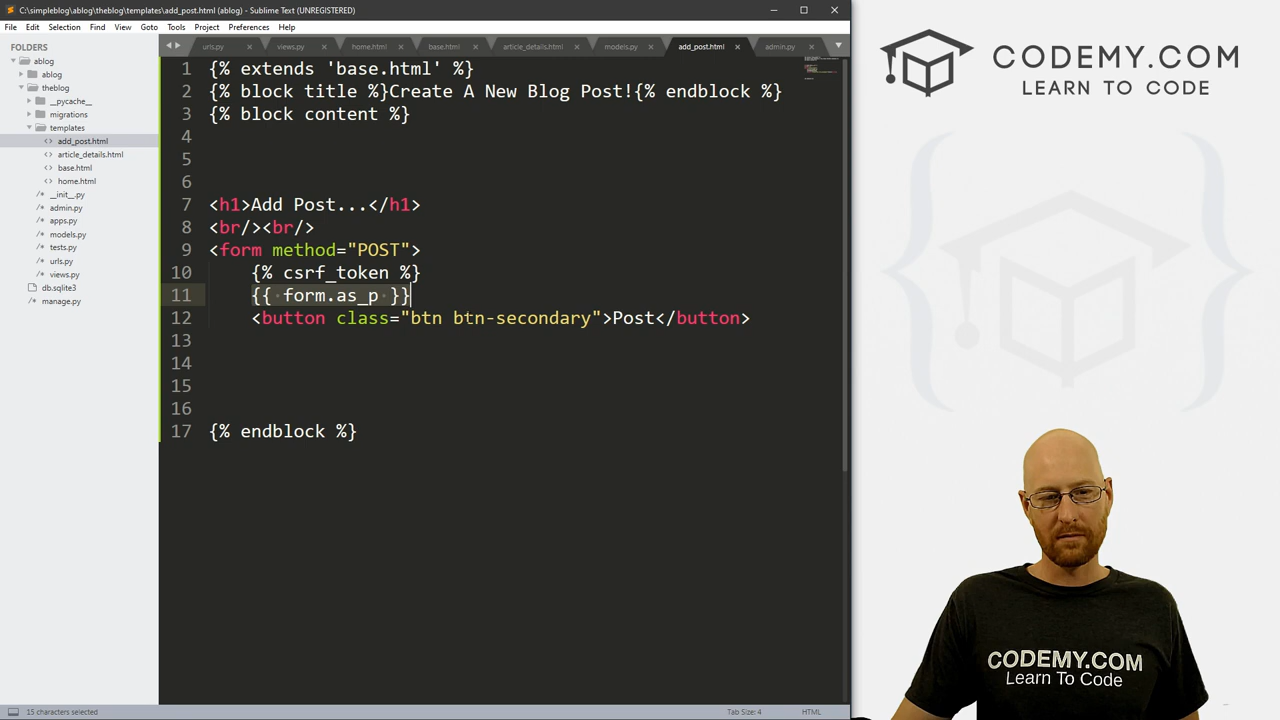 C:\simpleblog\ablog\theblog\templates\add_post.html (ablog) - Sublime Text (UNREGISTERED)
File Edit Selection Find View Goto Tools Project Preferences Help
FOLDERS
ablog
ablog
theblog
__pycache__
migrations
templates
add_post.html
article_details.html
base.html
home.html
__init__.py
admin.py
apps.py
models.py
tests.py
urls.py
views.py
db.sqlite3
manage.py
urls.py views.py home.html base.html article_details.html models.py add_post.html admin.py
1 {% extends 'base.html' %}
2 {% block title %}Create A New Blog Post!{% endblock %}
3 {% block content %}
4
5
6
7 <h1>Add Post...</h1>
8 <br/><br/>
9 <form method="POST">
10 {% csrf_token %}
11 {{ form.as_p }}
12 <button class="btn btn-secondary">Post</button>
13
14
15
16
17 {% endblock %}
15 characters selected
Tab Size: 4
HTML
CODEMY.COM
LEARN TO CODE
CODEMY.COM
Learn To Code